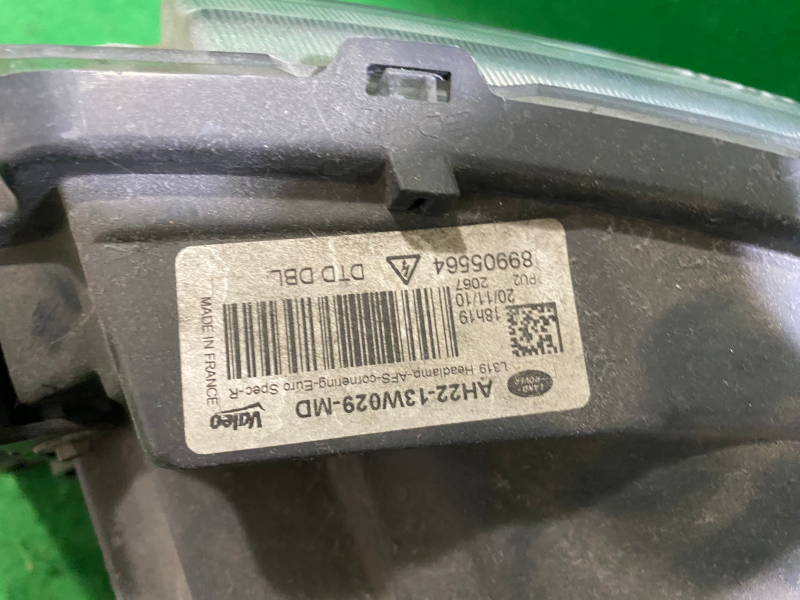 LAND-
ROVER
Valeo
AH22-13W029-MD
L319 Headlamp-AFS-cornering-Euro Spec-R
18h19
20/11/10
2067
PU2
MADE IN FRANCE
89905564
DTD DBL